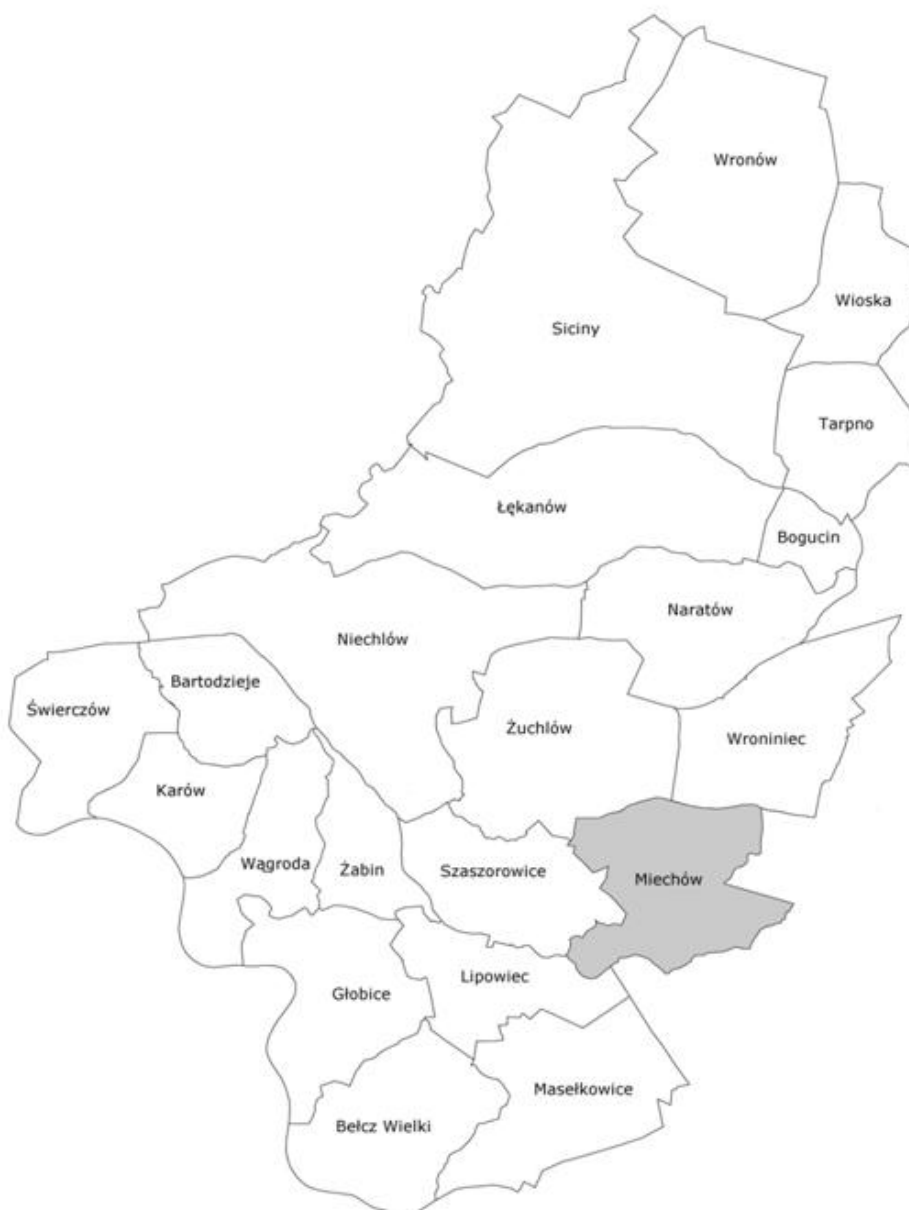 Wronów
Wioska
Siciny
Tarpno
Łękanów
Bogucin
Naratów
Niechlów
Bartodzieje
Świerczów
Żuchlów
Wroniniec
Karów
Wągroda
Żabin
Szaszorowice
Miechów
Lipowiec
Głobice
Masełkowice
Bełcz Wielki